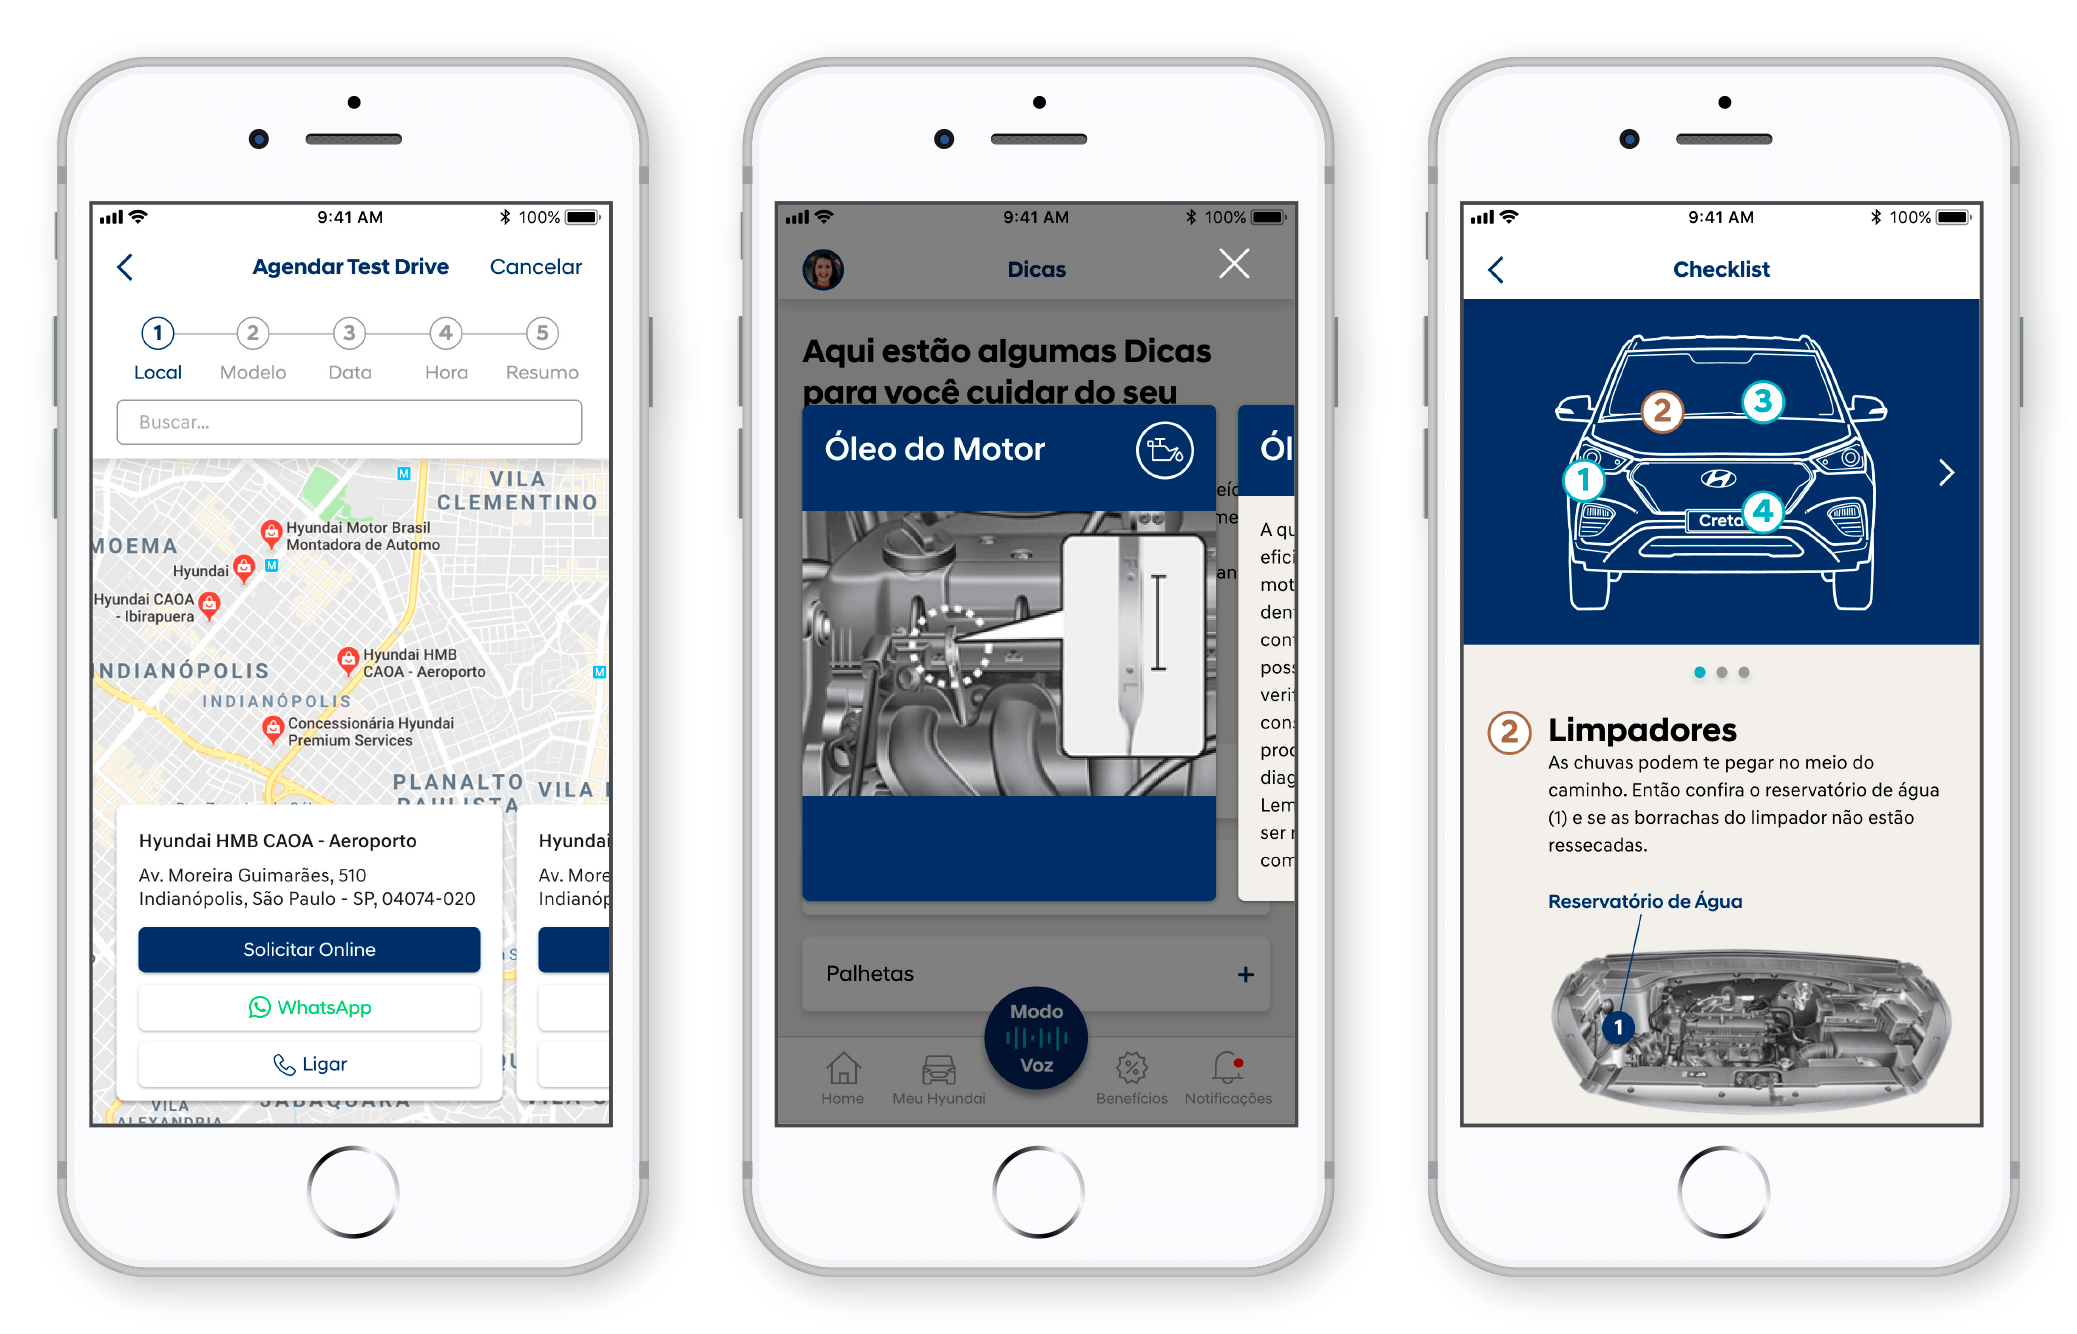 9:41 AM
100%
Agendar Test Drive
Cancelar
1
2
3
4
5
Local
Modelo
Data
Hora
Resumo
Buscar...
M
VILA
CLEMENTINO
Hyundai Motor Brasil
Montadora de Automo
MOEMA
Hyundai
M
Hyundai CAOA
- Ibirapuera
Hyundai HMB
CAOA - Aeroporto
M
INDIANÓPOLIS
INDIANÓPOLIS
Concessionária Hyundai
Premium Services
PLANALTO
PAULISTA
VILA
Hyundai HMB CAOA - Aeroporto
Av. Moreira Guimarães, 510
Indianópolis, São Paulo - SP, 04074-020
Solicitar Online
WhatsApp
Ligar
Hyundai
Av. More
Indianóp
JABAQUARA
VILA
ALEXANDRIA
9:41 AM
100%
Dicas
Aqui estão algumas Dicas
para você cuidar do seu
Óleo do Motor
Ól
A qu
efici
mot
den
con
poss
veri
cons
proc
diag
Lem
ser
com
Palhetas
+
Modo
Voz
Home
Meu Hyundai
Benefícios
Notificações
9:41 AM
100%
Checklist
2
3
1
Creta
4
2
Limpadores
As chuvas podem te pegar no meio do
caminho. Então confira o reservatório de água
(1) e se as borrachas do limpador não estão
ressecadas.
Reservatório de Água
1